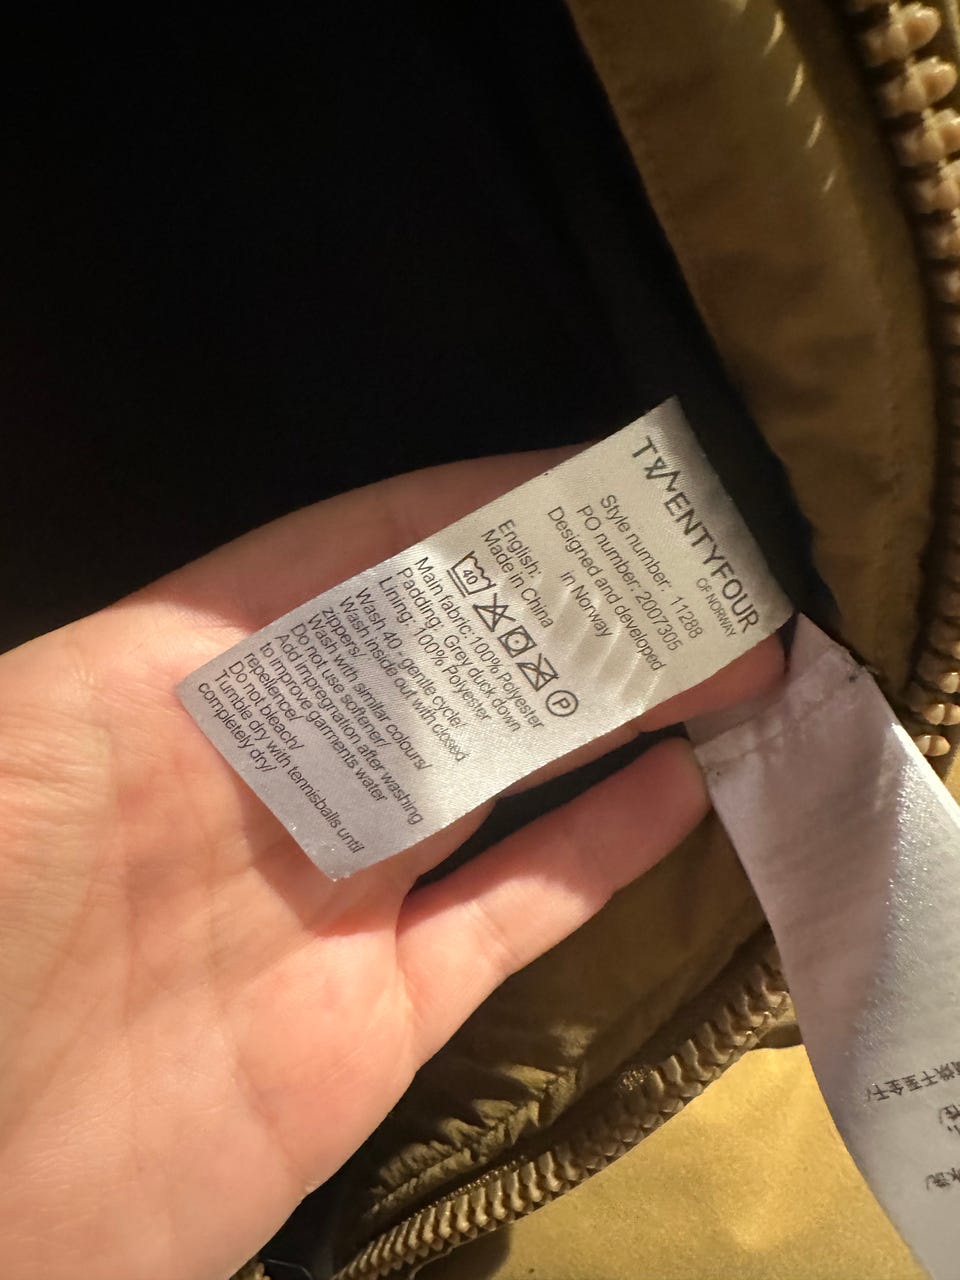 TWENTYFOUR
OF NORWAY
Style number: 11288
PO number: 2007305
Designed and developed
in Norway
English:
Made in China
40
P
Main fabric: 100% Polyester
Padding: Grey duck down
Lining: 100% Polyester
Wash 40 - gentle cycle/
Wash inside out with closed
zippers/
Wash with similar colours/
Do not use softener/
Add impregnation after washing
to improve garments water
repellence/
Do not bleach/
Tumble dry with tennisballs until
completely dry/